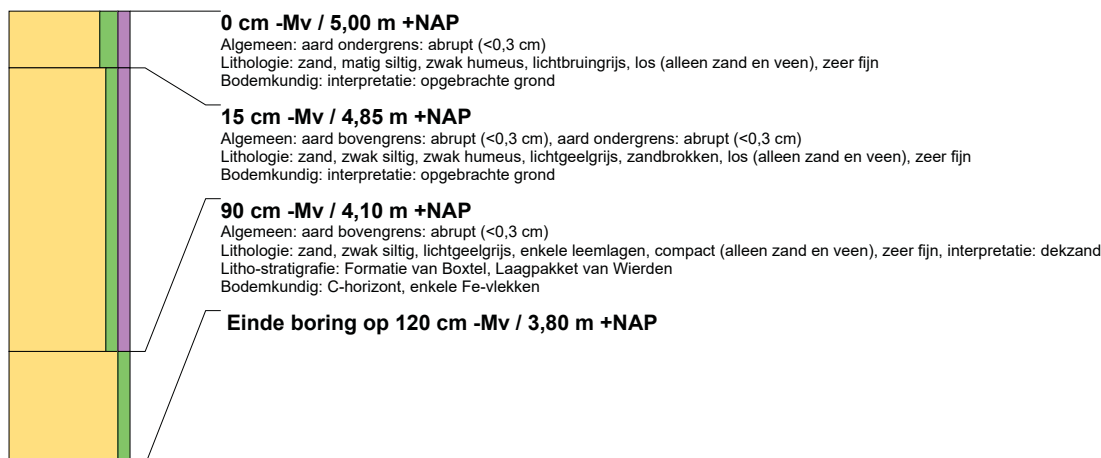 0 cm -Mv / 5,00 m +NAP
Algemeen: aard ondergrens: abrupt (<0,3 cm)
Lithologie: zand, matig siltig, zwak humeus, lichtbruingrijs, los (alleen zand en veen), zeer fijn
Bodemkundig: interpretatie: opgebrachte grond
15 cm -Mv / 4,85 m +NAP
Algemeen: aard bovengrens: abrupt (<0,3 cm), aard ondergrens: abrupt (<0,3 cm)
Lithologie: zand, zwak siltig, zwak humeus, lichtgeelgrijs, zandbrokken, los (alleen zand en veen), zeer fijn
Bodemkundig: interpretatie: opgebrachte grond
90 cm -Mv / 4,10 m +NAP
Algemeen: aard bovengrens: abrupt (<0,3 cm)
Lithologie: zand, zwak siltig, lichtgeelgrijs, enkele leemlagen, compact (alleen zand en veen), zeer fijn, interpretatie: dekzand
Litho-stratigrafie: Formatie van Boxtel, Laagpakket van Wierden
Bodemkundig: C-horizont, enkele Fe-vlekken
Einde boring op 120 cm -Mv / 3,80 m +NAP